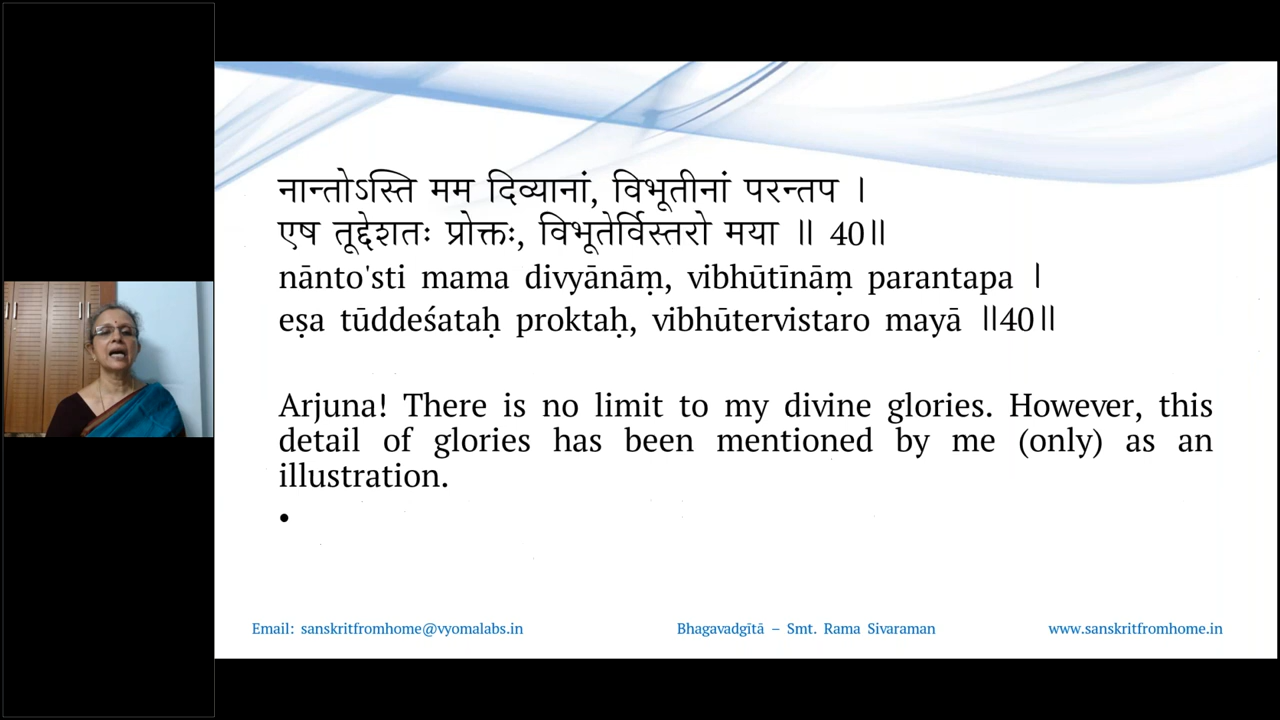 नान्तोऽस्ति मम दिव्यानां, विभूतीनां परन्तप ।
एष तूद्देशतः प्रोक्तः, विभूतेर्विस्तरो मया ॥ 40॥
nānto'sti mama divyānāṃ, vibhūtīnāṃ parantapa ।
eṣa tūddeśataḥ proktaḥ, vibhūtervistaro mayā ॥40॥
Arjuna! There is no limit to my divine glories. However, this
detail of glories has been mentioned by me (only) as an
illustration.
•
Email: sanskritfromhome@vyomalabs.in Bhagavadgītā – Smt. Rama Sivaraman www.sanskritfromhome.in